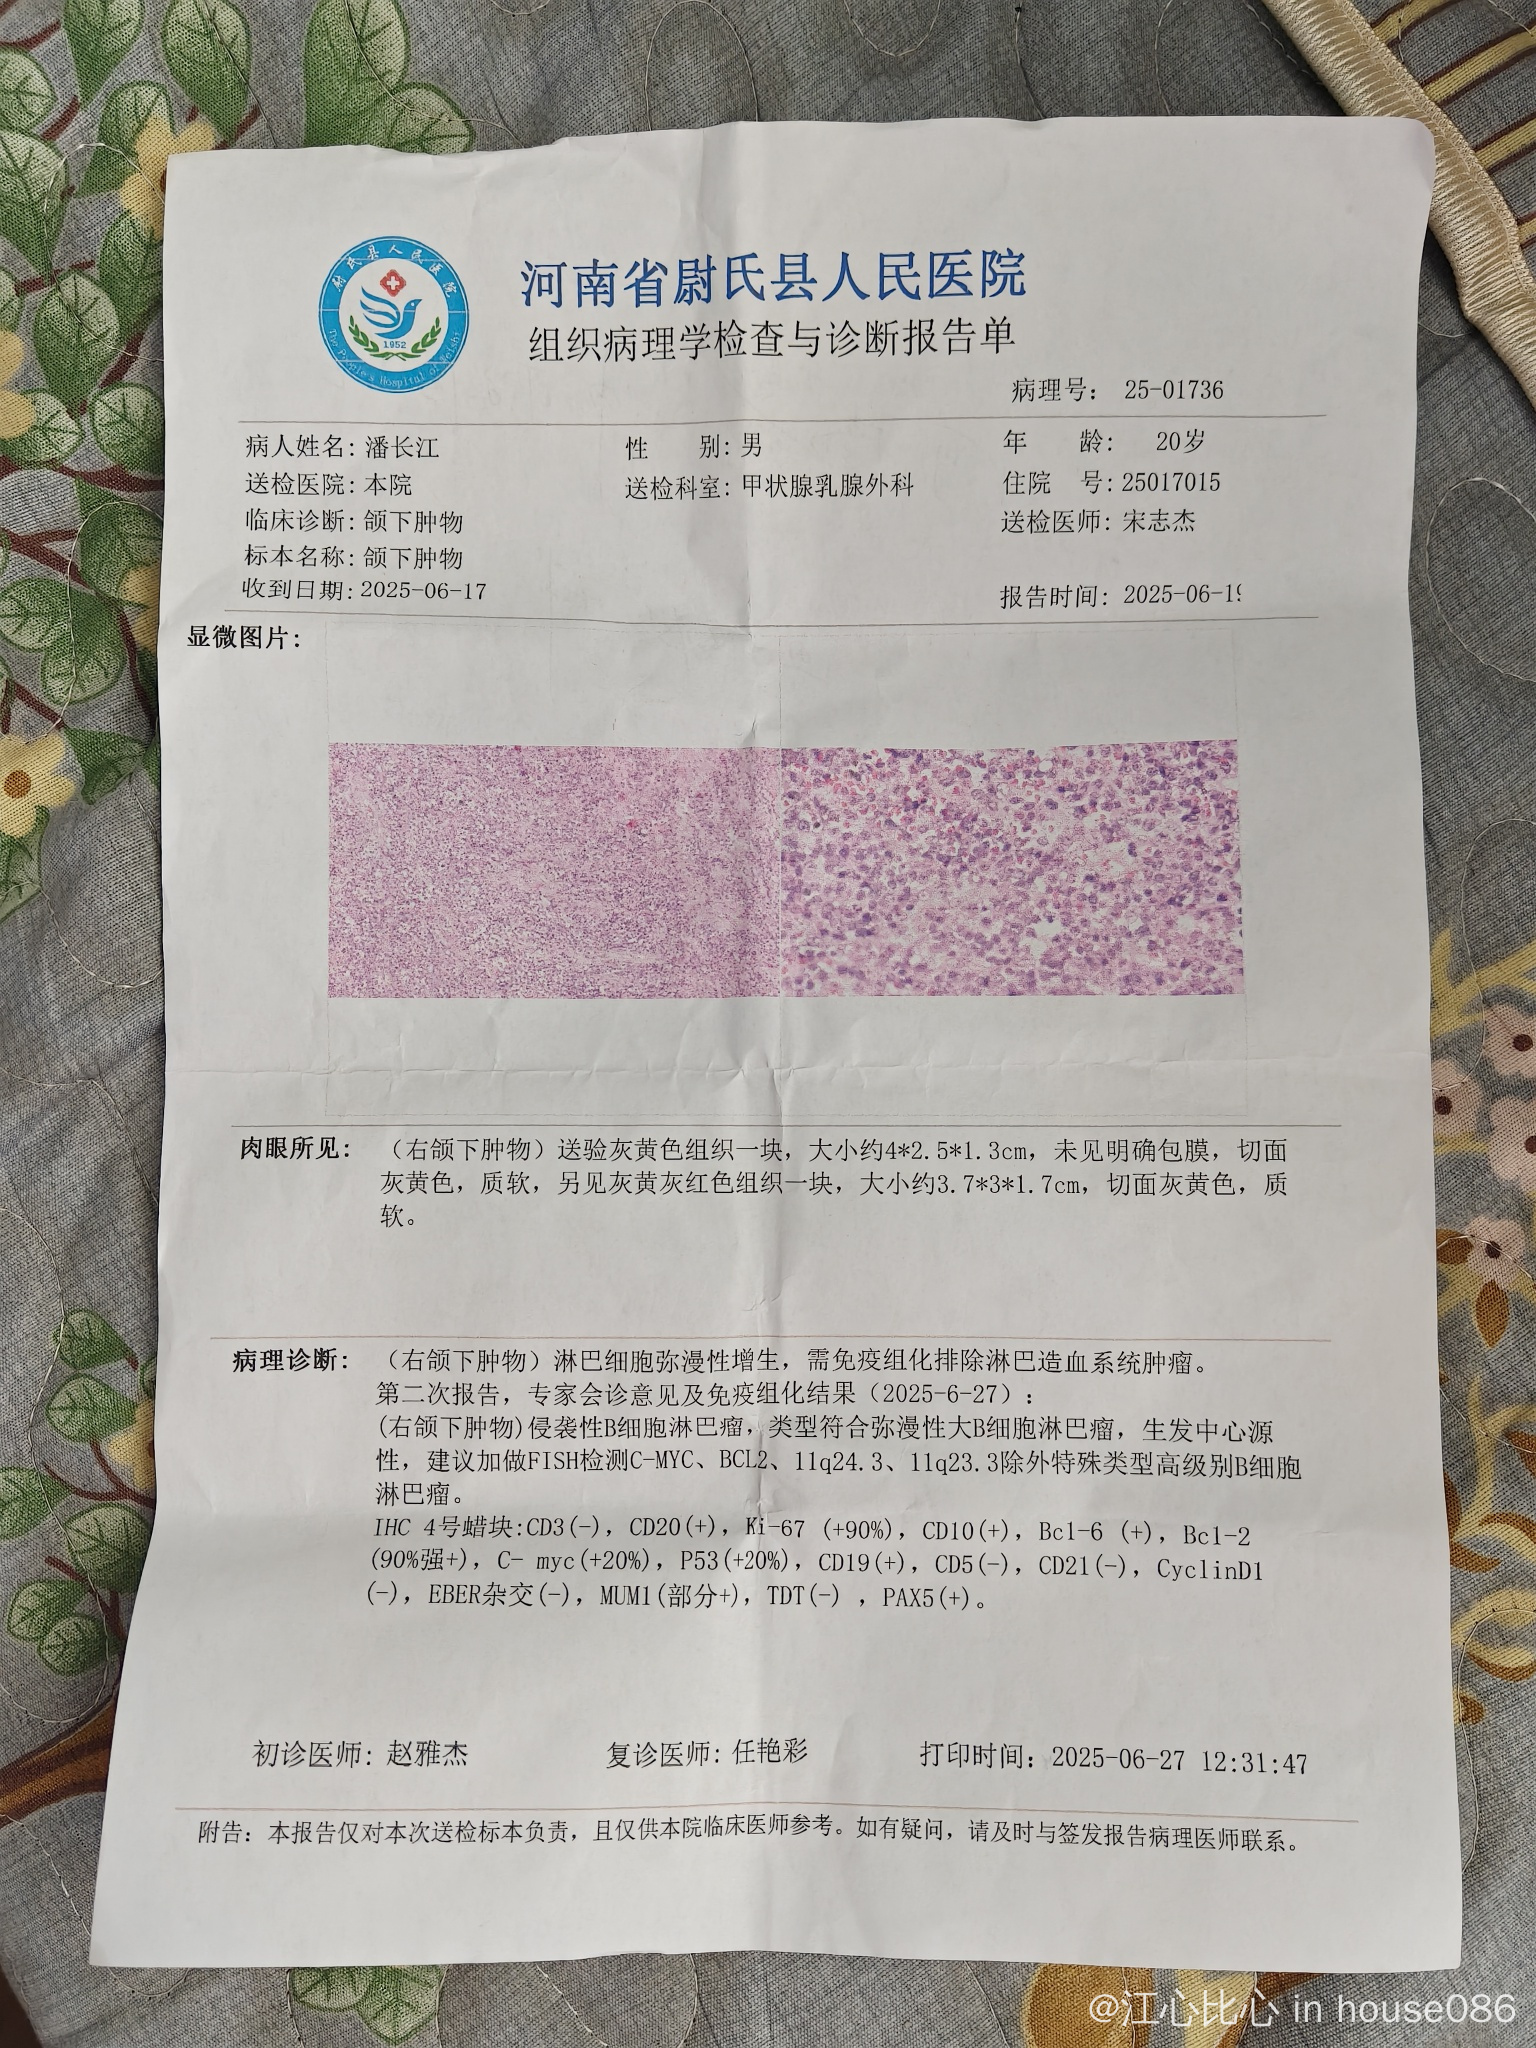 尉氏县人民医院
1952
The People's Hospital of Weishi
河南省尉氏县人民医院
组织病理学检查与诊断报告单
病理号： 25-01736
病人姓名：潘长江 性 别：男 年 龄： 20岁
送检医院：本院 送检科室：甲状腺乳腺外科 住院 号：25017015
临床诊断：颌下肿物 送检医师：宋志杰
标本名称：颌下肿物
收到日期：2025-06-17 报告时间：2025-06-19
显微图片：
肉眼所见： （右颌下肿物）送验灰黄色组织一块，大小约4*2.5*1.3cm，未见明确包膜，切面
灰黄色，质软，另见灰黄灰红色组织一块，大小约3.7*3*1.7cm，切面灰黄色，质
软。
病理诊断： （右颌下肿物）淋巴细胞弥漫性增生，需免疫组化排除淋巴造血系统肿瘤。
第二次报告，专家会诊意见及免疫组化结果（2025-6-27）：
(右颌下肿物)侵袭性B细胞淋巴瘤，类型符合弥漫性大B细胞淋巴瘤，生发中心源
性，建议加做FISH检测C-MYC、BCL2、11q24.3、11q23.3除外特殊类型高级别B细胞
淋巴瘤。
IHC 4号蜡块:CD3(-)，CD20(+)，Ki-67 (+90%)，CD10(+)，Bcl-6 (+)，Bcl-2
(90%强+)，C- myc(+20%)，P53(+20%)，CD19(+)，CD5(-)，CD21(-)，CyclinD1
(-)，EBER杂交(-)，MUM1(部分+)，TDT(-) ，PAX5(+)。
初诊医师：赵雅杰 复诊医师：任艳彩 打印时间：2025-06-27 12:31:47
附告：本报告仅对本次送检标本负责，且仅供本院临床医师参考。如有疑问，请及时与签发报告病理医师联系。
@江心比心 in house086